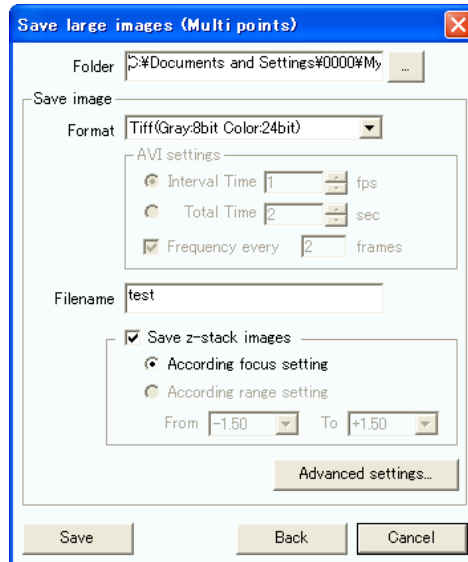 Save large images (Multi points)
Folder C:¥Documents and Settings¥0000¥My ...
Save image
Format Tiff(Gray:8bit Color:24bit)
AVI settings
Interval Time 1 fps
Total Time 2 sec
Frequency every 2 frames
Filename test
Save z-stack images
According focus setting
According range setting
From -1.50 To +1.50
Advanced settings...
Save Back Cancel